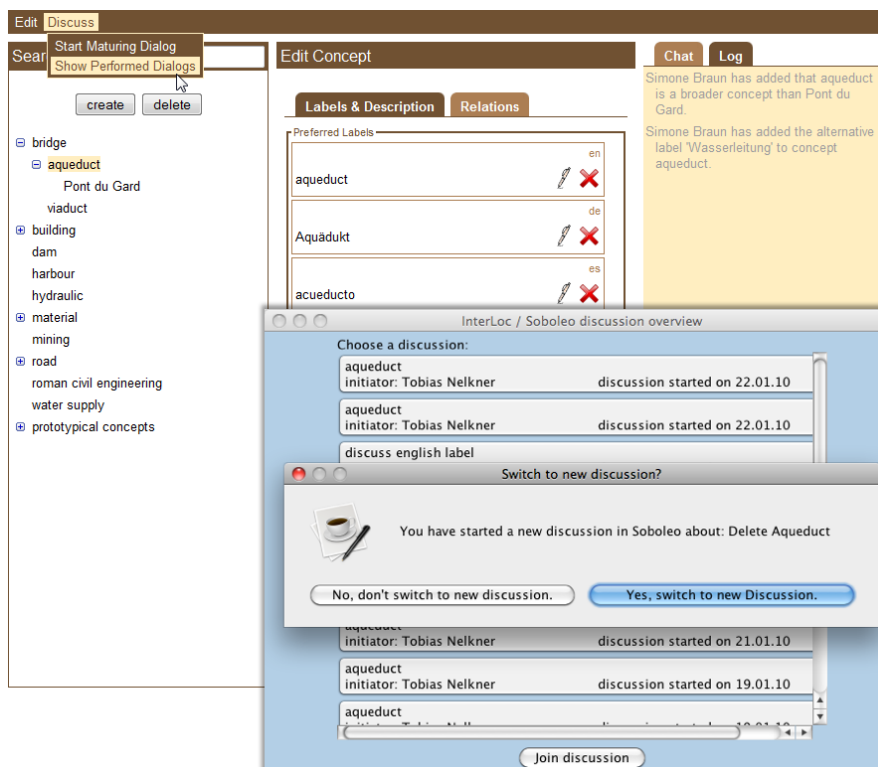 Edit Discuss
Start Maturing Dialog
Show Performed Dialogs
Sear
create delete
bridge
aqueduct
Pont du Gard
viaduct
building
dam
harbour
hydraulic
material
mining
road
roman civil engineering
water supply
prototypical concepts
Edit Concept
Labels & Description Relations
Preferred Labels
en
aqueduct
de
Aquädukt
es
acueducto
Chat Log
Simone Braun has added that aqueduct
is a broader concept than Pont du
Gard.
Simone Braun has added the alternative
label 'Wasserleitung' to concept
aqueduct.
InterLoc / Soboleo discussion overview
Choose a discussion:
aqueduct
initiator: Tobias Nelkner discussion started on 22.01.10
aqueduct
initiator: Tobias Nelkner discussion started on 22.01.10
discuss english label
Switch to new discussion?
You have started a new discussion in Soboleo about: Delete Aqueduct
No, don't switch to new discussion. Yes, switch to new Discussion.
aqueduct
initiator: Tobias Nelkner discussion started on 21.01.10
aqueduct
initiator: Tobias Nelkner discussion started on 19.01.10
aqueduct
Join discussion